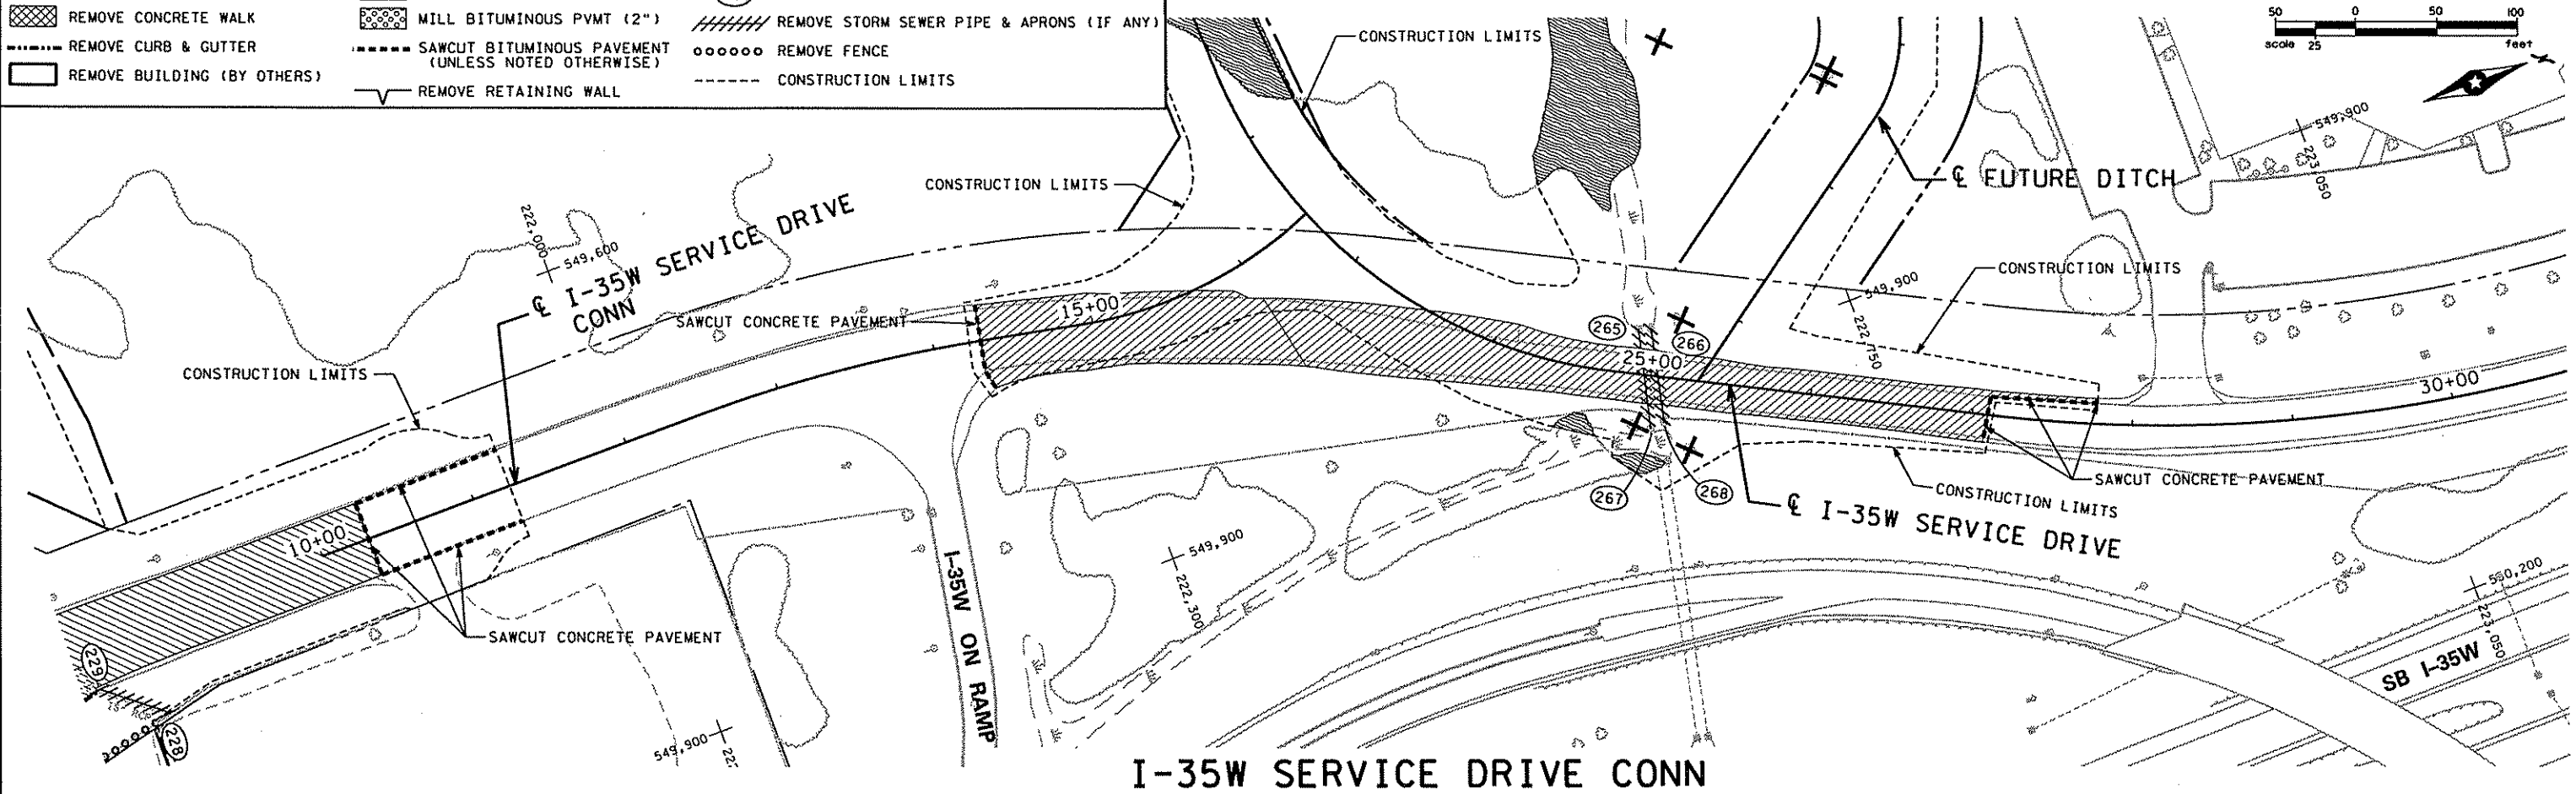 REMOVE CONCRETE WALK
REMOVE CURB & GUTTER
REMOVE BUILDING (BY OTHERS)
MILL BITUMINOUS PVMT (2")
SAWCUT BITUMINOUS PAVEMENT
(UNLESS NOTED OTHERWISE)
REMOVE RETAINING WALL
REMOVE STORM SEWER PIPE & APRONS (IF ANY)
REMOVE FENCE
CONSTRUCTION LIMITS
CONSTRUCTION LIMITS
50 0 50 100
scale 25 feet
549,900
223,050
CONSTRUCTION LIMITS
℄ FUTURE DITCH
222,000
549,600
℄ I-35W SERVICE DRIVE
CONN
CONSTRUCTION LIMITS
549,900
222,750
SAWCUT CONCRETE PAVEMENT
15+00
265
266
25+00
CONSTRUCTION LIMITS
30+00
10+00
267
268
SAWCUT CONCRETE PAVEMENT
CONSTRUCTION LIMITS
℄ I-35W SERVICE DRIVE
549,900
222,300
I-35W ON RAMP
SAWCUT CONCRETE PAVEMENT
550,200
223,050
SB I-35W
229
228
549,900
I-35W SERVICE DRIVE CONN